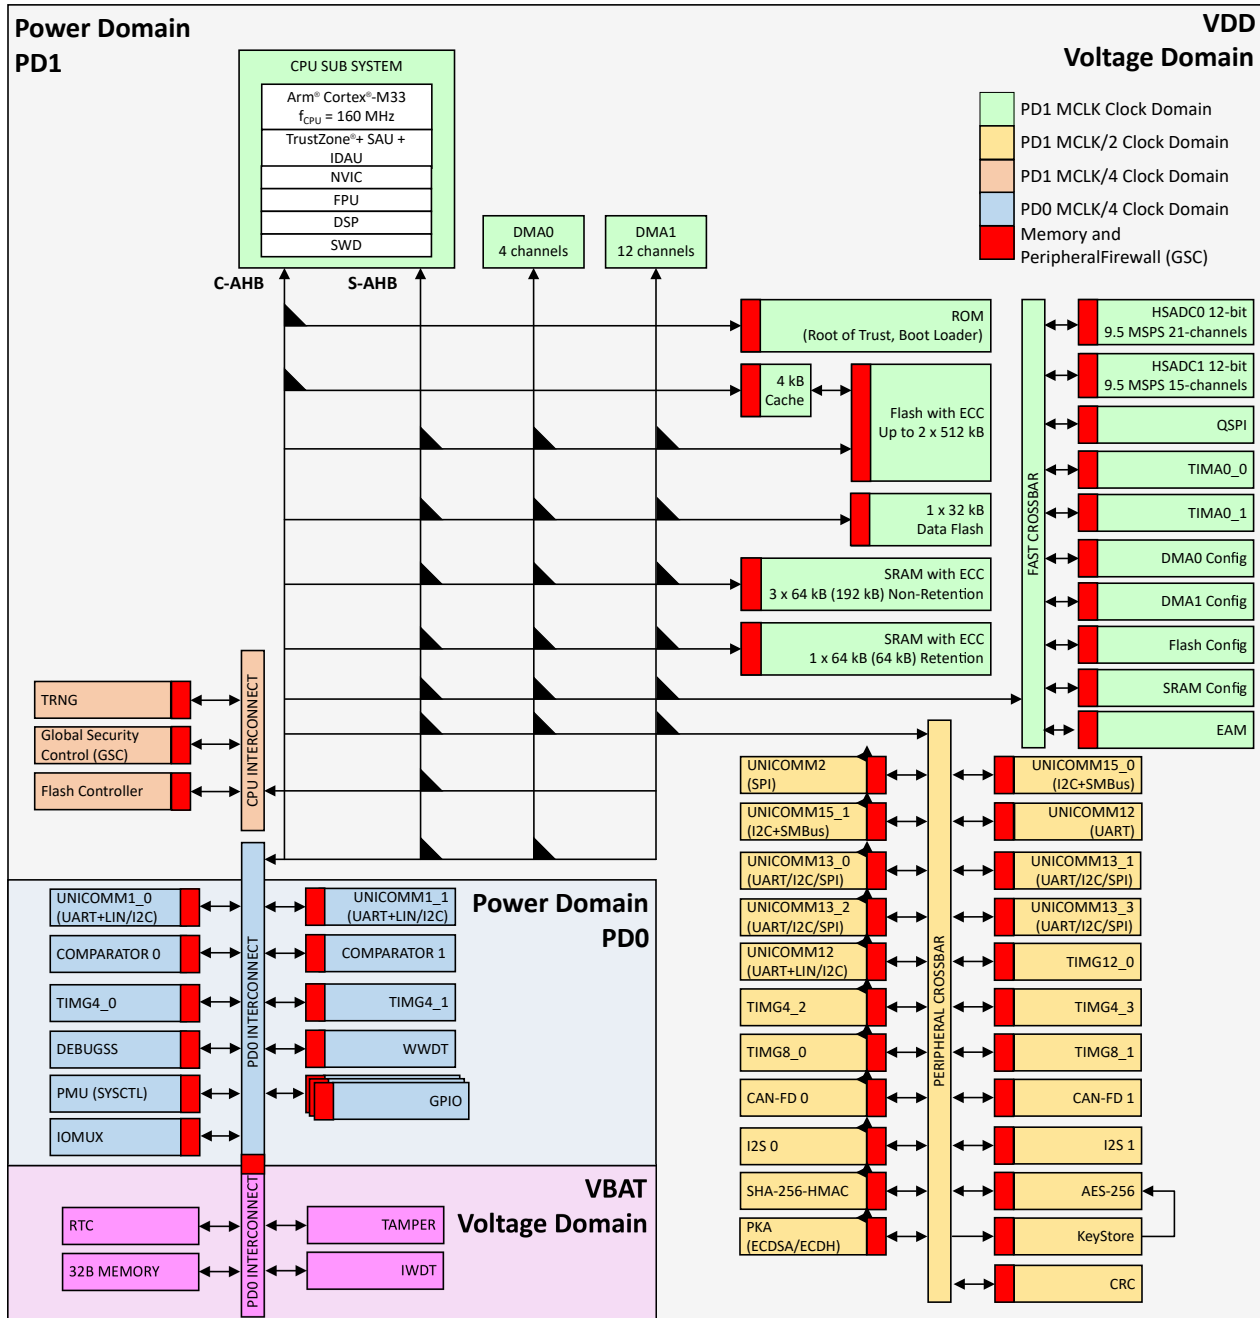 Power Domain
PD1
VDD
Voltage Domain
CPU SUB SYSTEM
Arm® Cortex®-M33
fCPU = 160 MHz
TrustZone®+ SAU +
IDAU
NVIC
FPU
DSP
SWD
PD1 MCLK Clock Domain
PD1 MCLK/2 Clock Domain
PD1 MCLK/4 Clock Domain
PD0 MCLK/4 Clock Domain
Memory and
PeripheralFirewall (GSC)
DMA0
4 channels
DMA1
12 channels
C-AHB
S-AHB
ROM
(Root of Trust, Boot Loader)
4 kB
Cache
Flash with ECC
Up to 2 x 512 kB
1 x 32 kB
Data Flash
SRAM with ECC
3 x 64 kB (192 kB) Non-Retention
SRAM with ECC
1 x 64 kB (64 kB) Retention
FAST CROSSBAR
HSADC0 12-bit
9.5 MSPS 21-channels
HSADC1 12-bit
9.5 MSPS 15-channels
QSPI
TIMA0_0
TIMA0_1
DMA0 Config
DMA1 Config
Flash Config
SRAM Config
EAM
TRNG
Global Security
Control (GSC)
Flash Controller
CPU INTERCONNECT
UNICOMM2
(SPI)
UNICOMM15_1
(I2C+SMBus)
UNICOMM13_0
(UART/I2C/SPI)
UNICOMM13_2
(UART/I2C/SPI)
UNICOMM12
(UART+LIN/I2C)
TIMG4_2
TIMG8_0
CAN-FD 0
I2S 0
SHA-256-HMAC
PKA
(ECDSA/ECDH)
PERIPHERAL CROSSBAR
UNICOMM15_0
(I2C+SMBus)
UNICOMM12
(UART)
UNICOMM13_1
(UART/I2C/SPI)
UNICOMM13_3
(UART/I2C/SPI)
TIMG12_0
TIMG4_3
TIMG8_1
CAN-FD 1
I2S 1
AES-256
KeyStore
CRC
Power Domain
PD0
UNICOMM1_0
(UART+LIN/I2C)
COMPARATOR 0
TIMG4_0
DEBUGSS
PMU (SYSCTL)
IOMUX
PD0 INTERCONNECT
UNICOMM1_1
(UART+LIN/I2C)
COMPARATOR 1
TIMG4_1
WWDT
GPIO
VBAT
Voltage Domain
RTC
32B MEMORY
PD0 INTERCONNECT
TAMPER
IWDT